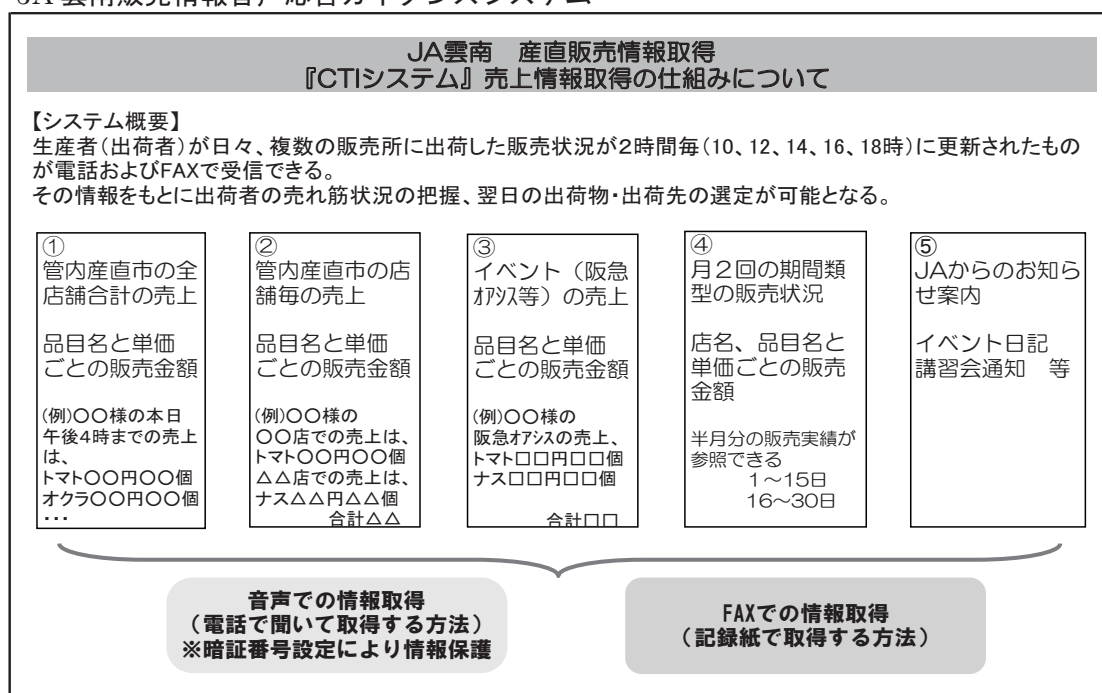 JA雲南　産直販売情報取得
『CTIシステム』売上情報取得の仕組みについて
【システム概要】
生産者（出荷者）が日々、複数の販売所に出荷した販売状況が２時間毎（10、12、14、16、18時）に更新されたもの
が電話およびFAXで受信できる。
その情報をもとに出荷者の売れ筋状況の把握、翌日の出荷物・出荷先の選定が可能となる。
①
管内産直市の全
店舗合計の売上
品目名と単価
ごとの販売金額
(例)〇〇様の本日
午後4時までの売上
は、
トマト〇〇円〇〇個
オクラ〇〇円〇〇個
・・・
②
管内産直市の店
舗毎の売上
品目名と単価
ごとの販売金額
(例)〇〇様の
〇〇店での売上は、
トマト〇〇円〇〇個
△△店での売上は、
ナス△△円△△個
合計△△
③
イベント（阪急
ｵｱｼｽ等）の売上
品目名と単価
ごとの販売金額
(例)〇〇様の
阪急ｵｱｼｽの売上、
トマト□□円□□個
ナス□□円□□個
合計□□
④
月２回の期間類
型の販売状況
店名、品目名と
単価ごとの販売
金額
半月分の販売実績が
参照できる
1～15日
16～30日
⑤
JAからのお知ら
せ案内
イベント日記
講習会通知　等
音声での情報取得
（電話で聞いて取得する方法）
※暗証番号設定により情報保護
FAXでの情報取得
（記録紙で取得する方法）